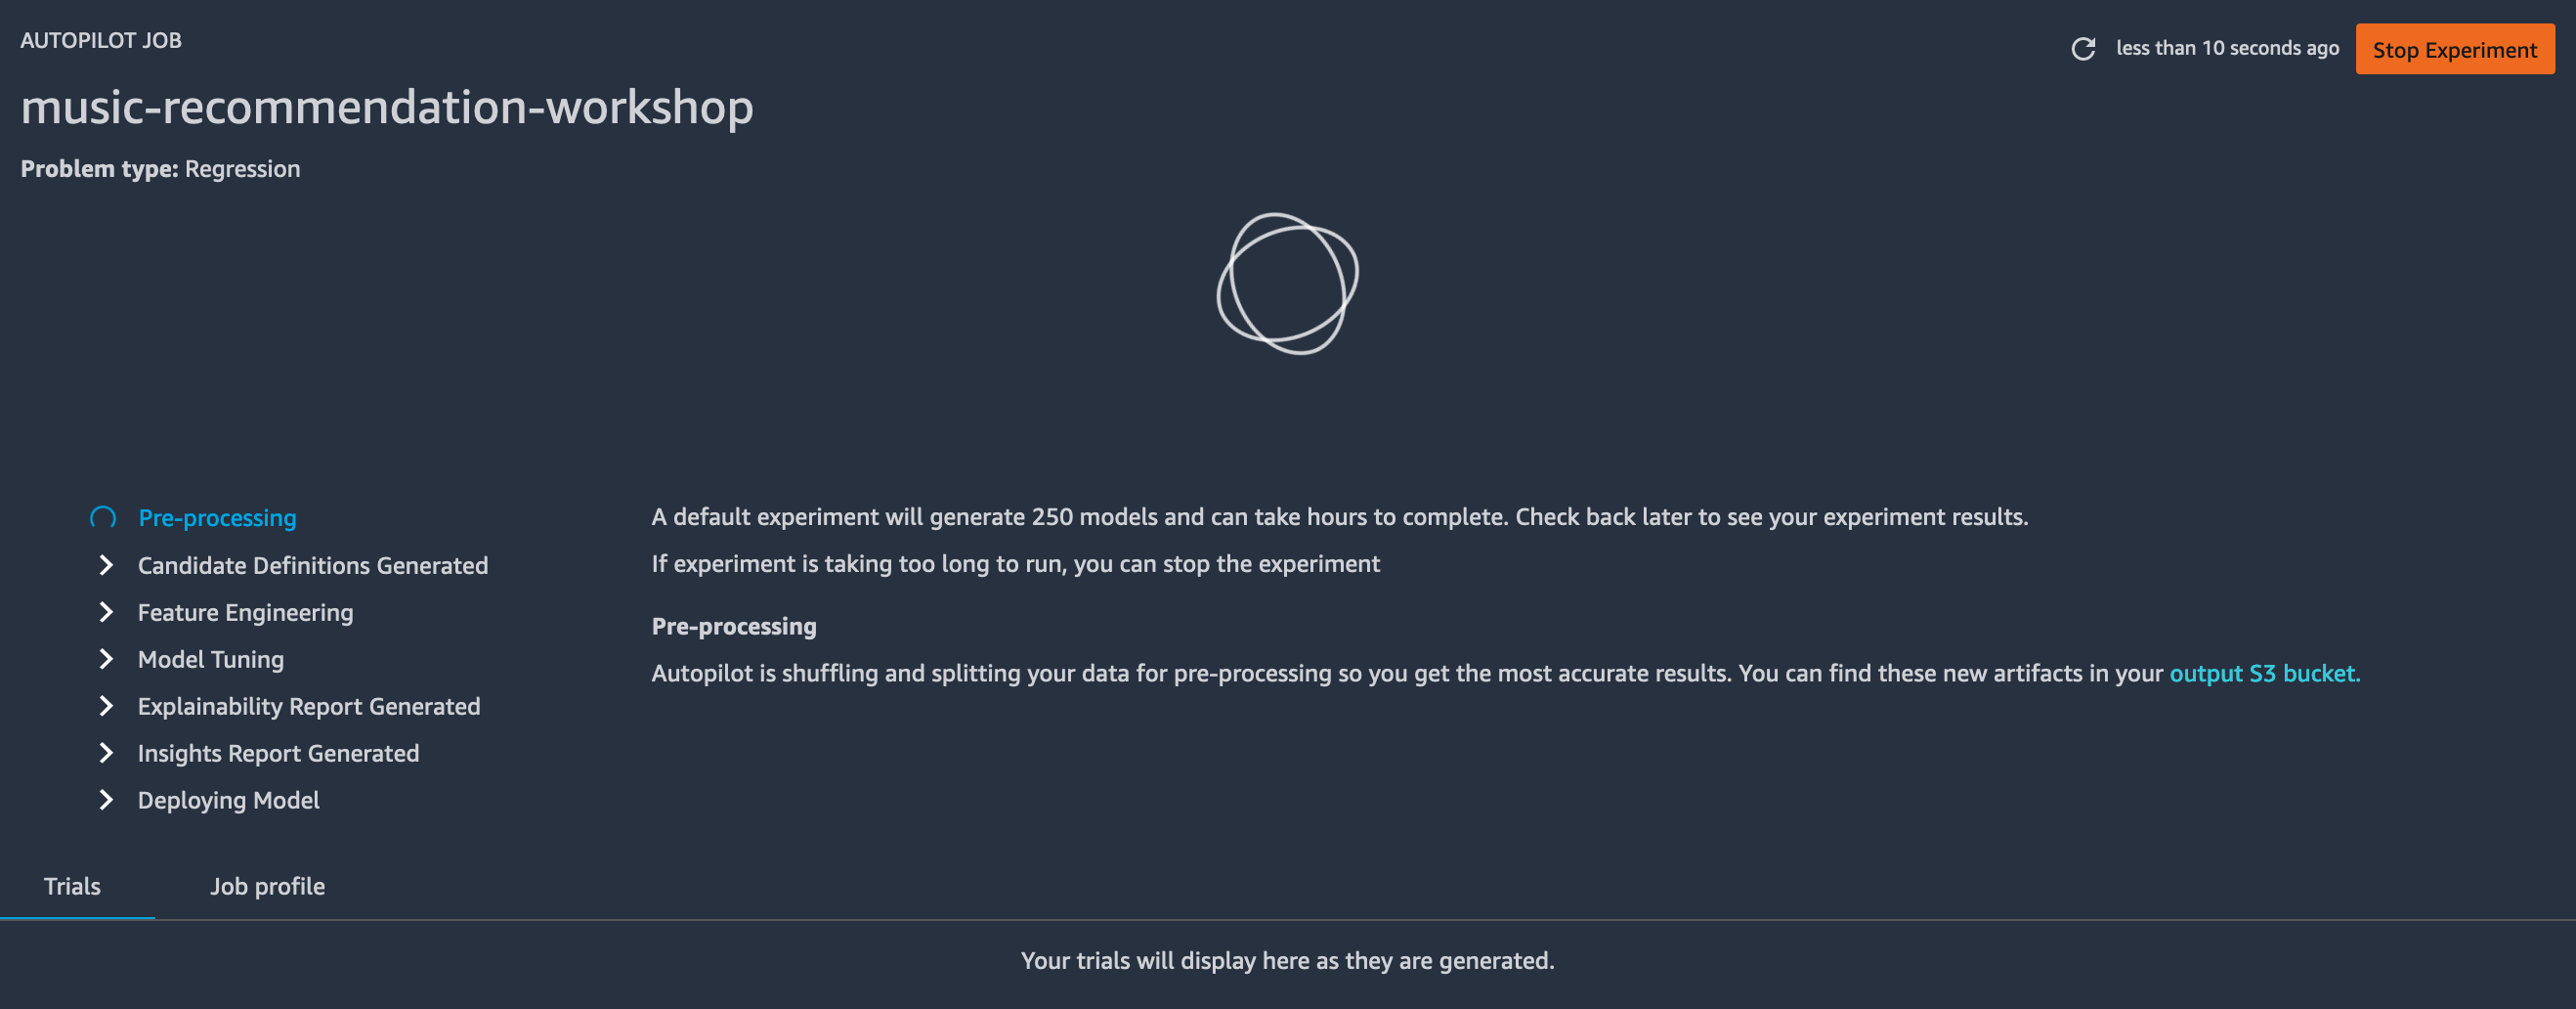 AUTOPILOT JOB
less than 10 seconds ago
Stop Experiment
music-recommendation-workshop
Problem type: Regression
Pre-processing
Candidate Definitions Generated
Feature Engineering
Model Tuning
Explainability Report Generated
Insights Report Generated
Deploying Model
A default experiment will generate 250 models and can take hours to complete. Check back later to see your experiment results.
If experiment is taking too long to run, you can stop the experiment
Pre-processing
Autopilot is shuffling and splitting your data for pre-processing so you get the most accurate results. You can find these new artifacts in your output S3 bucket.
Trials
Job profile
Your trials will display here as they are generated.